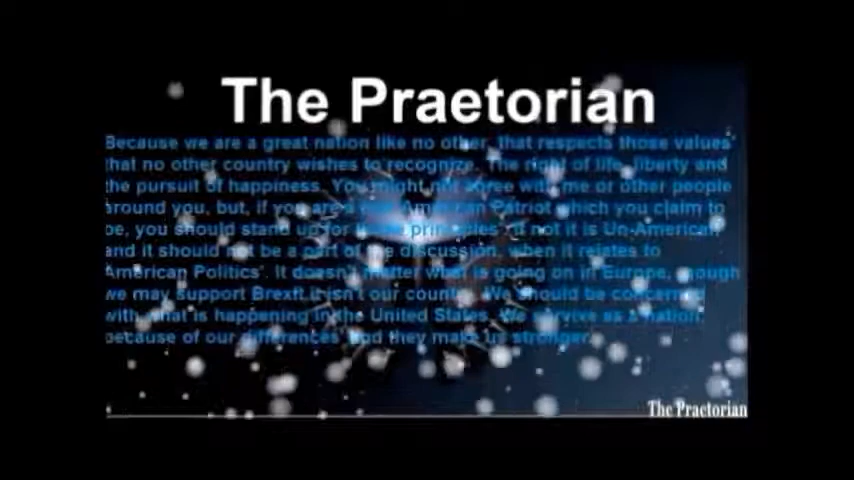 The Praetorian
Because we are a great nation like no other, that respects those values'
that no other country wishes to recognize. The right of life, liberty and
the pursuit of happiness. You might not agree with me or other people
around you, but, if you are a American Patriot which you claim to
be, you should stand up for these principles'. If not it is Un-American
and it should not be a part of the discussion, when it relates to
American Politics'. It doesn't matter what is going on in Europe, though
we may support Brexit it isn't our country. We should be concerned
with what is happening in the United States. We survive as a nation,
because of our differences' and they make us stronger.
The Praetorian